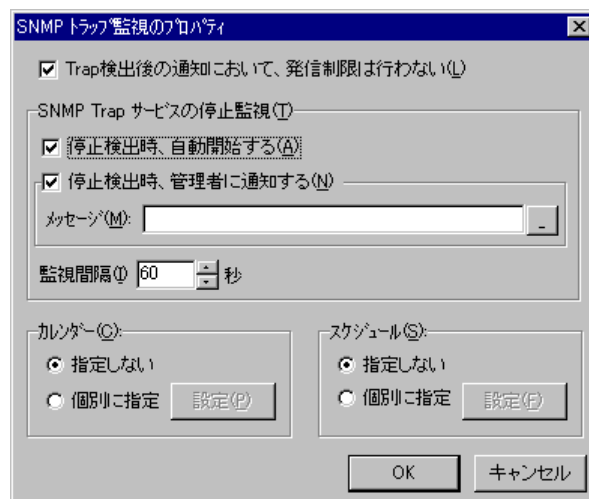 SNMP トラップ監視のプロパティ
Trap検出後の通知において、発信制限は行わない(L)
SNMP Trap サービスの停止監視(T)
停止検出時、自動開始する(A)
停止検出時、管理者に通知する(N)
メッセージ(M):
_
監視間隔(I) 60 秒
カレンダー(C):
指定しない
個別に指定 設定(P)
スケジュール(S):
指定しない
個別に指定 設定(F)
OK キャンセル